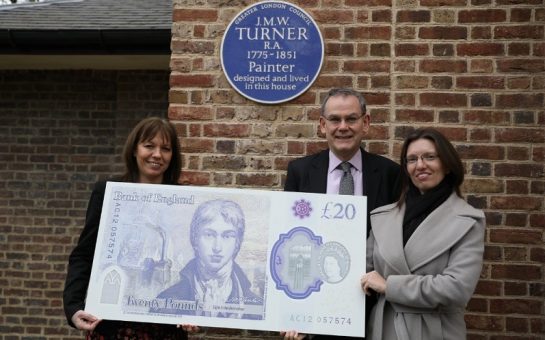 GREATER LONDON COUNCIL
J.M.W.
TURNER
R.A.
1775-1851
Painter
designed and lived
in this house
Bank of England
AC12 057574
£20
Twenty Pounds
AC12 057574